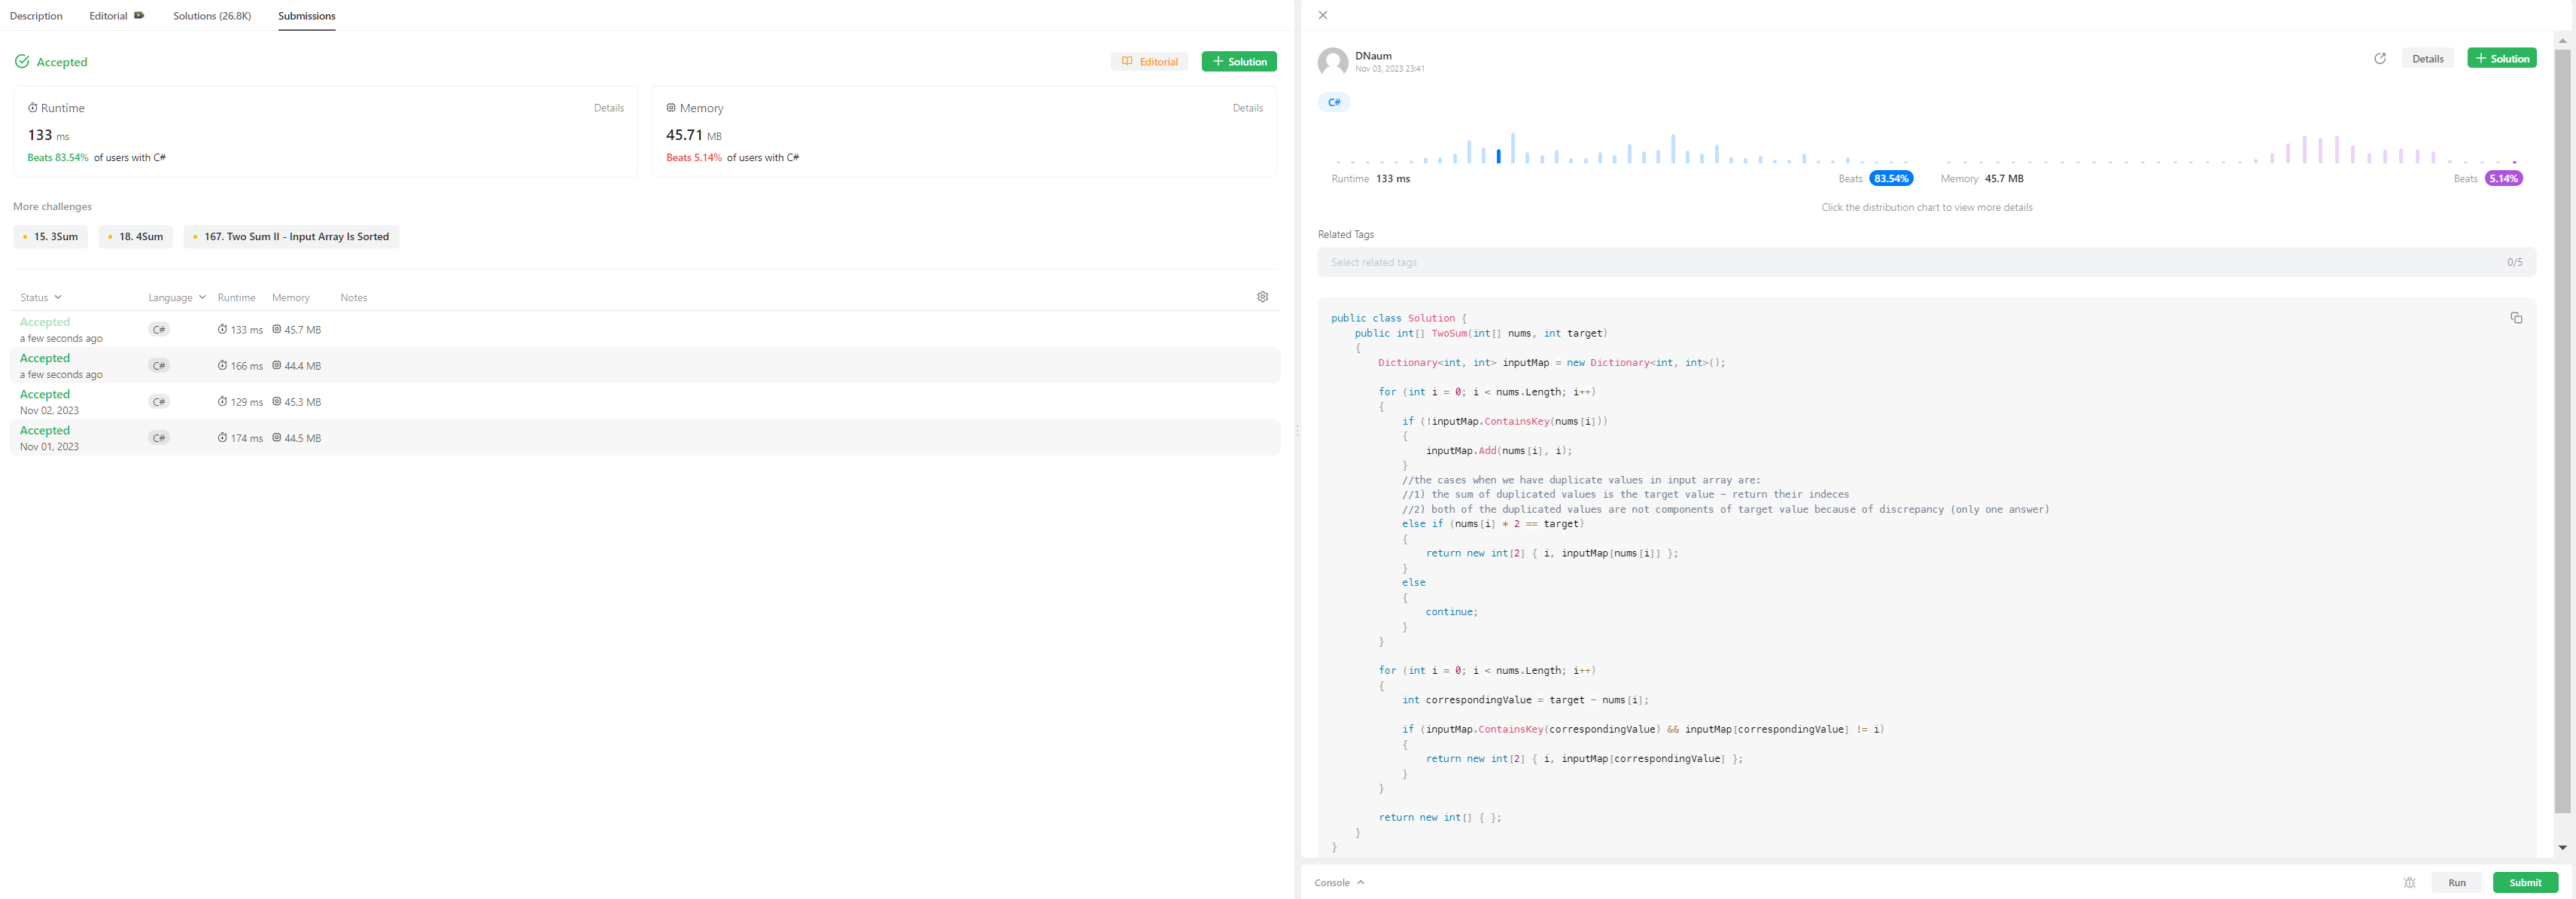 Description Editorial Solutions (26.8K) Submissions
Accepted
Editorial + Solution
Runtime Details
133 ms
Beats 83.54% of users with C#
Memory Details
45.71 MB
Beats 5.14% of users with C#
More challenges
15. 3Sum 18. 4Sum 167. Two Sum II - Input Array Is Sorted
Status Language Runtime Memory Notes
Accepted
a few seconds ago
C# 133 ms 45.7 MB
Accepted
a few seconds ago
C# 166 ms 44.4 MB
Accepted
Nov 02, 2023
C# 129 ms 45.3 MB
Accepted
Nov 01, 2023
C# 174 ms 44.5 MB
DNaum
Nov 03, 2023 23:41
Details + Solution
C#
Runtime 133 ms Beats 83.54% Memory 45.7 MB Beats 5.14%
Click the distribution chart to view more details
Related Tags
Select related tags 0/5
public class Solution {
    public int[] TwoSum(int[] nums, int target)
    {
        Dictionary<int, int> inputMap = new Dictionary<int, int>();
        for (int i = 0; i < nums.Length; i++)
        {
            if (!inputMap.ContainsKey(nums[i]))
            {
                inputMap.Add(nums[i], i);
            }
            //the cases when we have duplicate values in input array are:
            //1) the sum of duplicated values is the target value - return their indeces
            //2) both of the duplicated values are not components of target value because of discrepancy (only one answer)
            else if (nums[i] * 2 == target)
            {
                return new int[2] { i, inputMap[nums[i]] };
            }
            else
            {
                continue;
            }
        }
        for (int i = 0; i < nums.Length; i++)
        {
            int correspondingValue = target - nums[i];
            if (inputMap.ContainsKey(correspondingValue) && inputMap[correspondingValue] != i)
            {
                return new int[2] { i, inputMap[correspondingValue] };
            }
        }
        return new int[] { };
    }
}
Console Run Submit